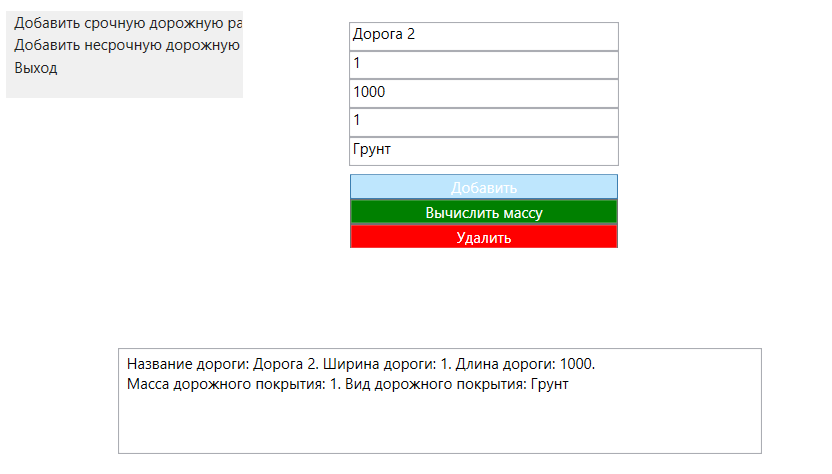 Добавить срочную дорожную ра
Добавить несрочную дорожную
Выход
Дорога 2
1
1000
1
Грунт
Добавить
Вычислить массу
Удалить
Название дороги: Дорога 2. Ширина дороги: 1. Длина дороги: 1000.
Масса дорожного покрытия: 1. Вид дорожного покрытия: Грунт